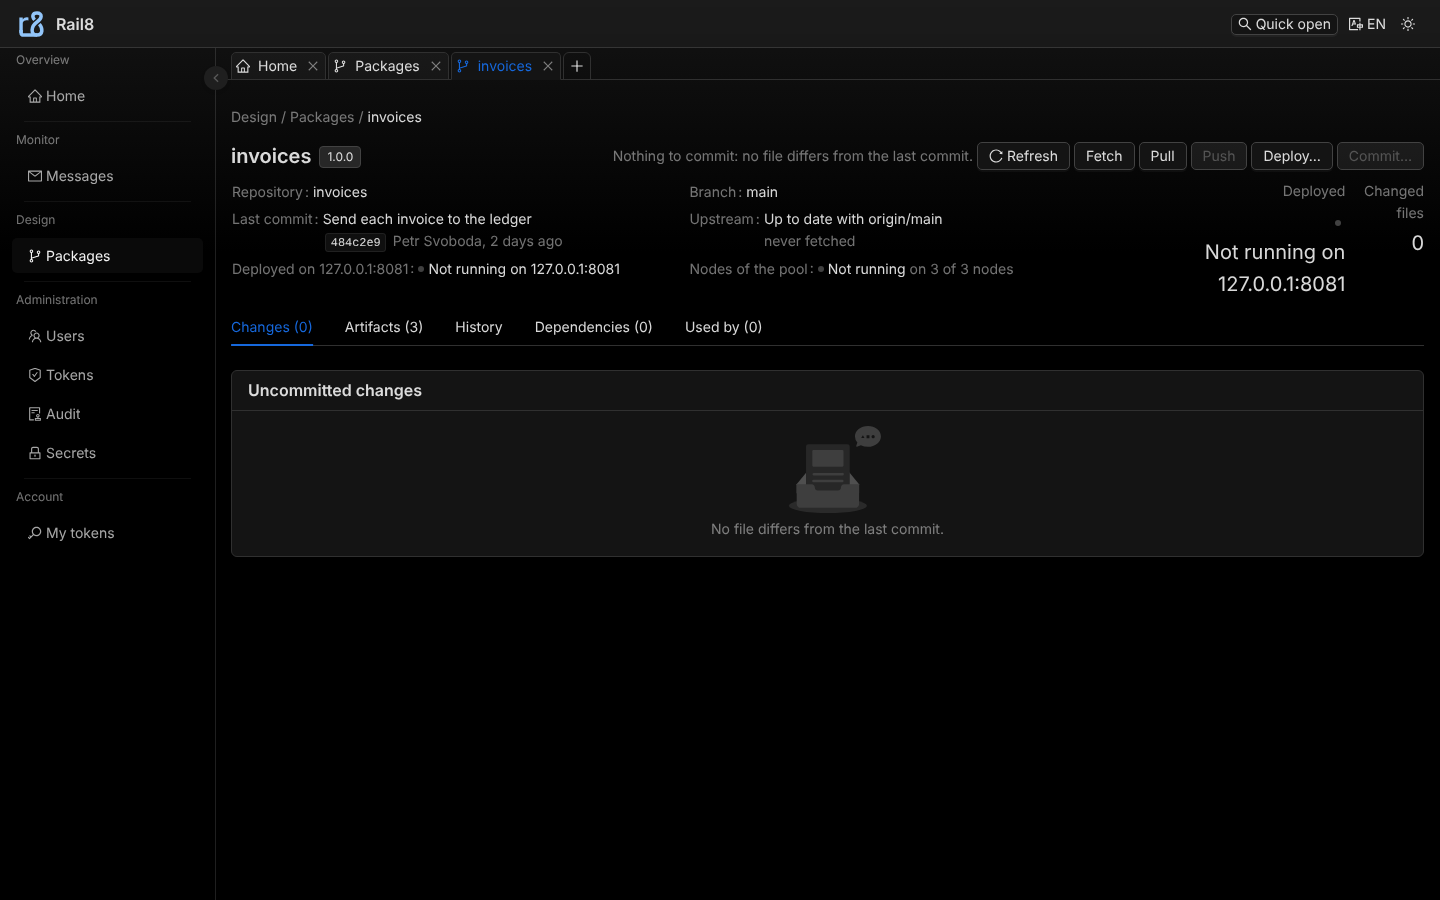 Rail8
Quick open
EN
Overview
Home
Monitor
Messages
Design
Packages
Administration
Users
Tokens
Audit
Secrets
Account
My tokens
Home
Packages
invoices
Design / Packages / invoices
invoices 1.0.0
Nothing to commit: no file differs from the last commit.
Refresh
Fetch
Pull
Push
Deploy...
Commit...
Repository: invoices
Branch: main
Last commit: Send each invoice to the ledger
484c2e9 Petr Svoboda, 2 days ago
Upstream: Up to date with origin/main
never fetched
Deployed on 127.0.0.1:8081: Not running on 127.0.0.1:8081
Nodes of the pool: Not running on 3 of 3 nodes
Deployed
Not running on
127.0.0.1:8081
Changed
files
0
Changes (0)
Artifacts (3)
History
Dependencies (0)
Used by (0)
Uncommitted changes
No file differs from the last commit.